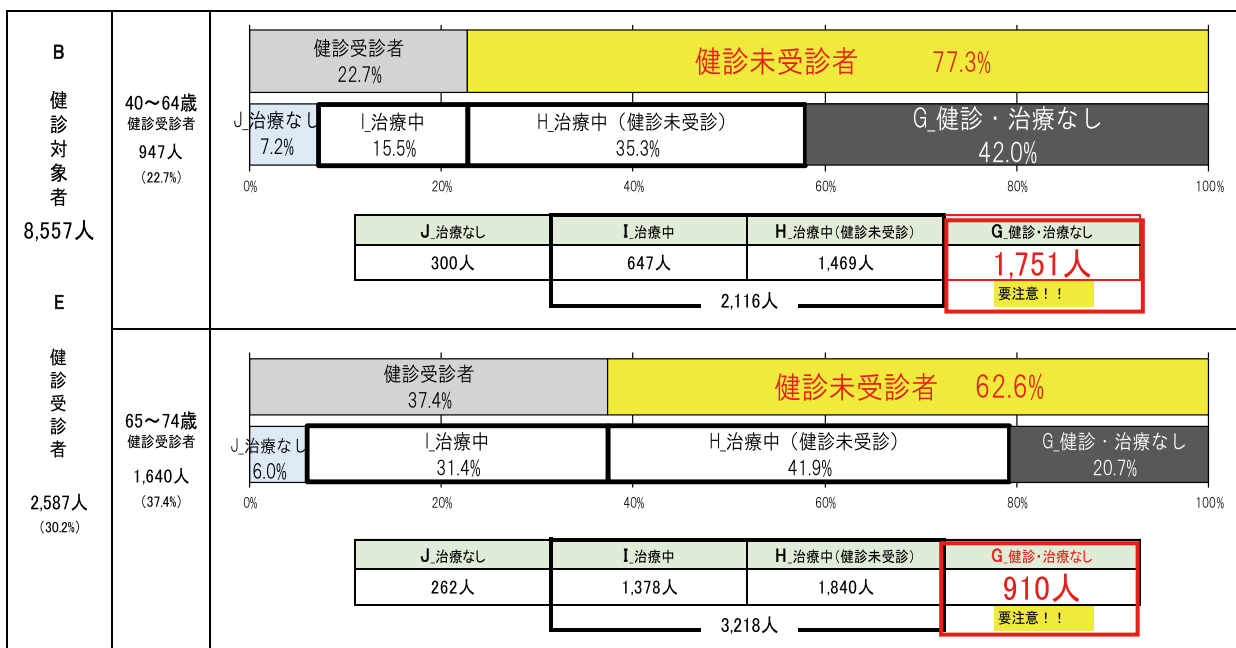 B
健診対象者
8,557人
E
健診受診者
2,587人
(30.2%)
40～64歳
健診受診者
947人
(22.7%)
健診受診者
22.7%
健診未受診者 77.3%
J_治療なし
7.2%
I_治療中
15.5%
H_治療中（健診未受診）
35.3%
G_健診・治療なし
42.0%
0% 20% 40% 60% 80% 100%
J_治療なし I_治療中 H_治療中(健診未受診) G_健診・治療なし
300人 647人 1,469人 1,751人
要注意！！
2,116人
65～74歳
健診受診者
1,640人
(37.4%)
健診受診者
37.4%
健診未受診者 62.6%
J_治療なし
6.0%
I_治療中
31.4%
H_治療中（健診未受診）
41.9%
G_健診・治療なし
20.7%
0% 20% 40% 60% 80% 100%
J_治療なし I_治療中 H_治療中(健診未受診) G_健診・治療なし
262人 1,378人 1,840人 910人
要注意！！
3,218人